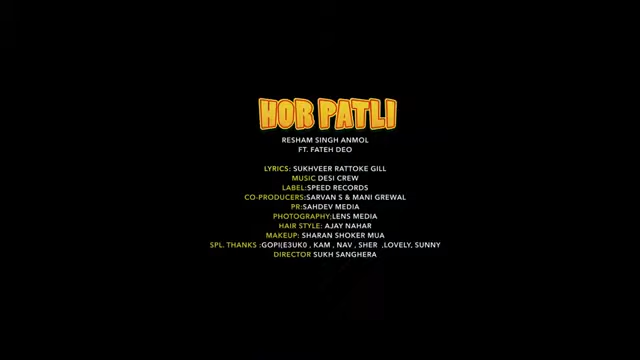 HOR PATLI
RESHAM SINGH ANMOL
FT. FATEH DEO
LYRICS: SUKHVEER RATTOKE GILL
MUSIC DESI CREW
LABEL:SPEED RECORDS
CO-PRODUCERS:SARVAN S & MANI GREWAL
PR:SAHDEV MEDIA
PHOTOGRAPHY;LENS MEDIA
HAIR STYLE: AJAY NAHAR
MAKEUP: SHARAN SHOKER MUA
SPL. THANKS :GOPI(E3UK0 , KAM , NAV , SHER ,LOVELY, SUNNY
DIRECTOR SUKH SANGHERA